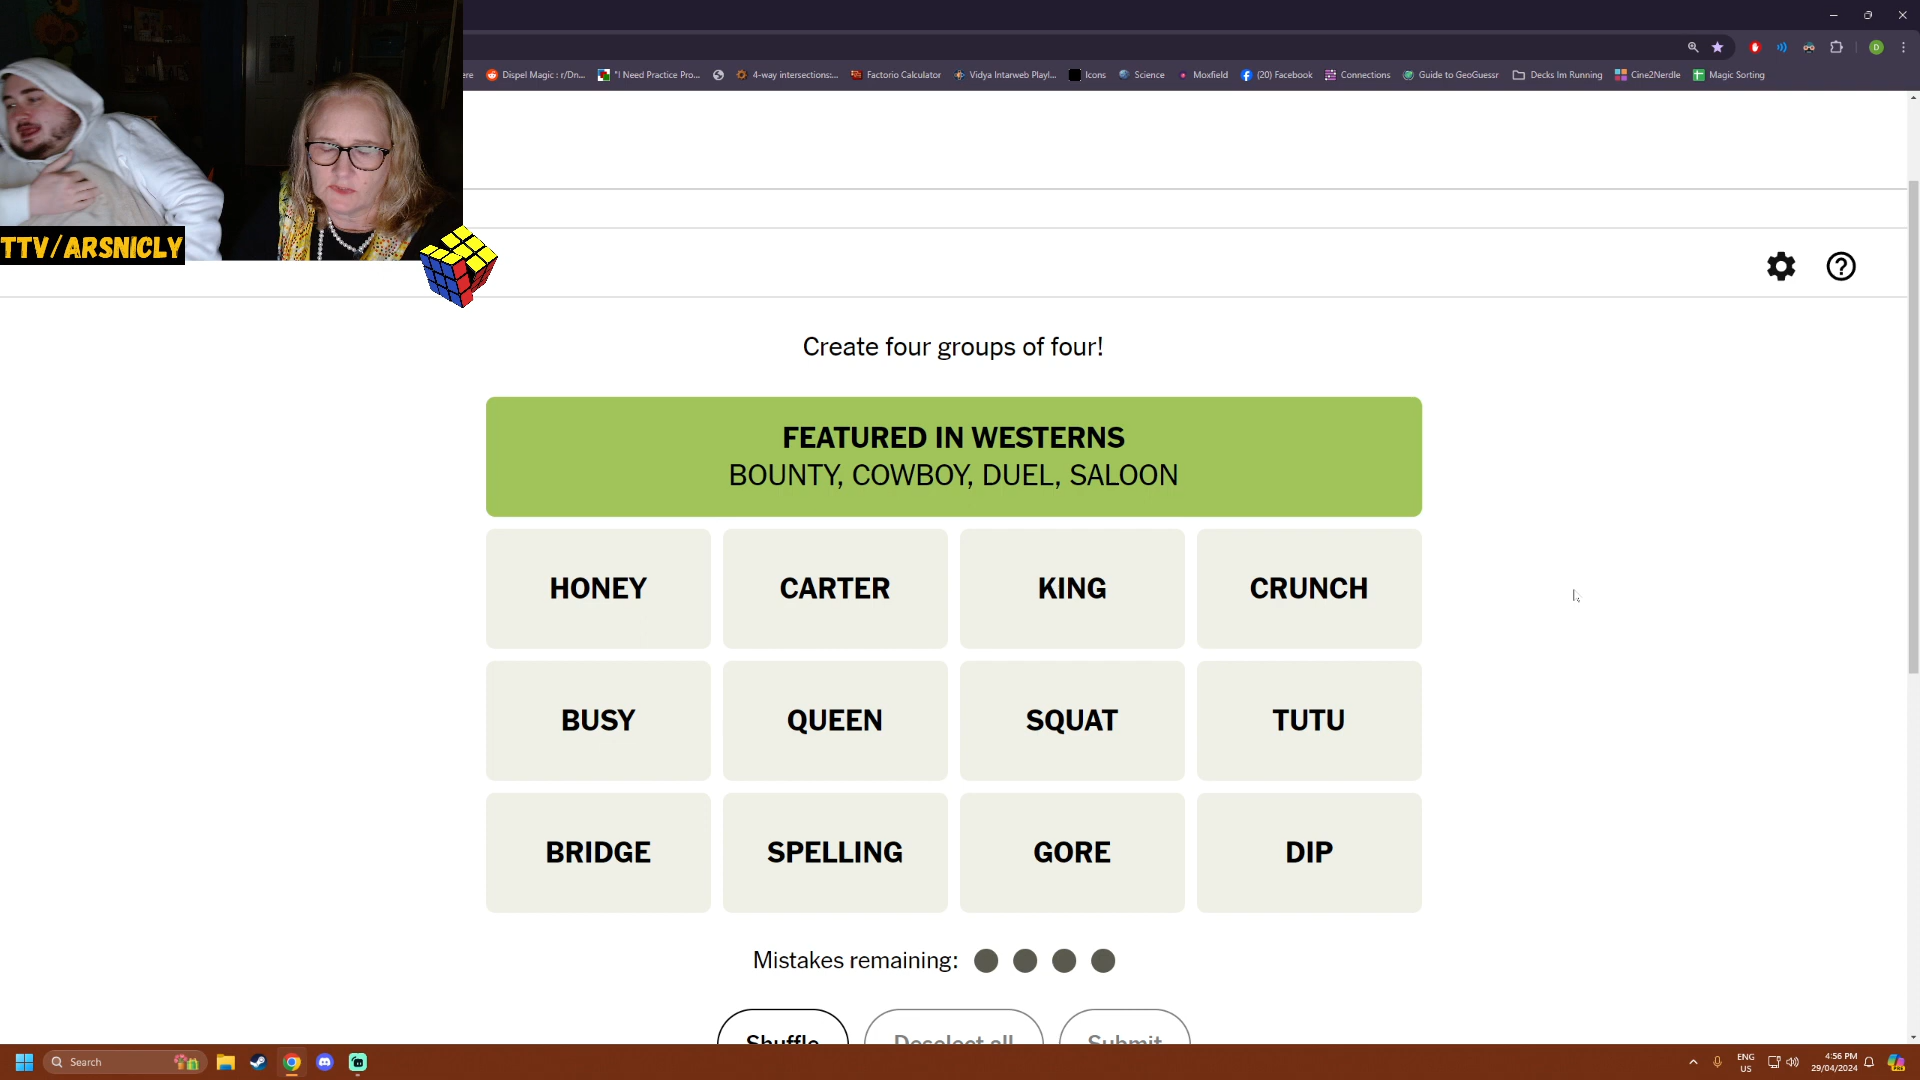 ere
Dispel Magic : r/Dn...
"I Need Practice Pro...
4-way intersections:...
Factorio Calculator
Vidya Intarweb Playl...
Icons
Science
Moxfield
(20) Facebook
Connections
Guide to GeoGuessr
Decks Im Running
Cine2Nerdle
Magic Sorting
D
TTV/ARSNICLY
Create four groups of four!
FEATURED IN WESTERNS
BOUNTY, COWBOY, DUEL, SALOON
HONEY CARTER KING CRUNCH
BUSY QUEEN SQUAT TUTU
BRIDGE SPELLING GORE DIP
Mistakes remaining:
Shuffle Deselect all Submit
Search
ENG
US
4:56 PM
29/04/2024